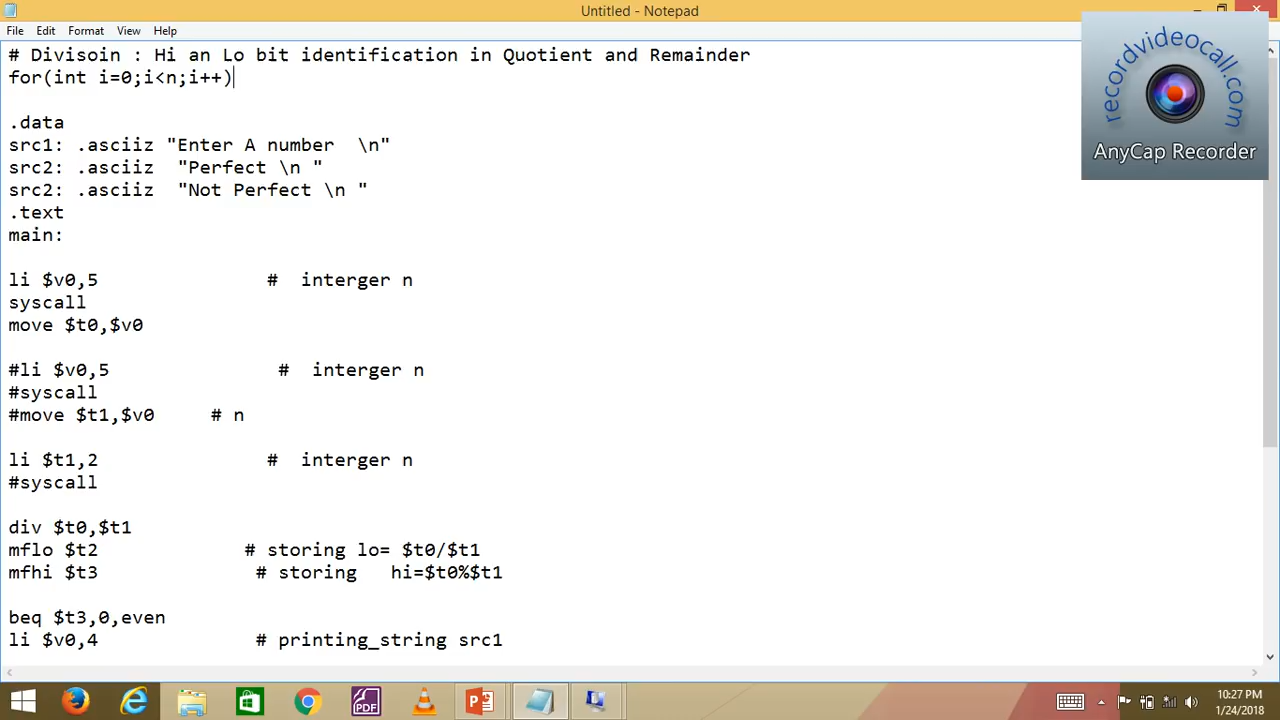 Untitled - Notepad
File Edit Format View Help
# Divisoin : Hi an Lo bit identification in Quotient and Remainder
for(int i=0;i<n;i++)
.data
src1: .asciiz "Enter A number  \n"
src2: .asciiz  "Perfect \n "
src2: .asciiz  "Not Perfect \n "
.text
main:
li $v0,5               #  interger n
syscall
move $t0,$v0
#li $v0,5               #  interger n
#syscall
#move $t1,$v0     # n
li $t1,2               #  interger n
#syscall
div $t0,$t1
mflo $t2             # storing lo= $t0/$t1
mfhi $t3              # storing   hi=$t0%$t1
beq $t3,0,even
li $v0,4              # printing_string src1
recordvideocall.com
AnyCap Recorder
PDF
10:27 PM
1/24/2018